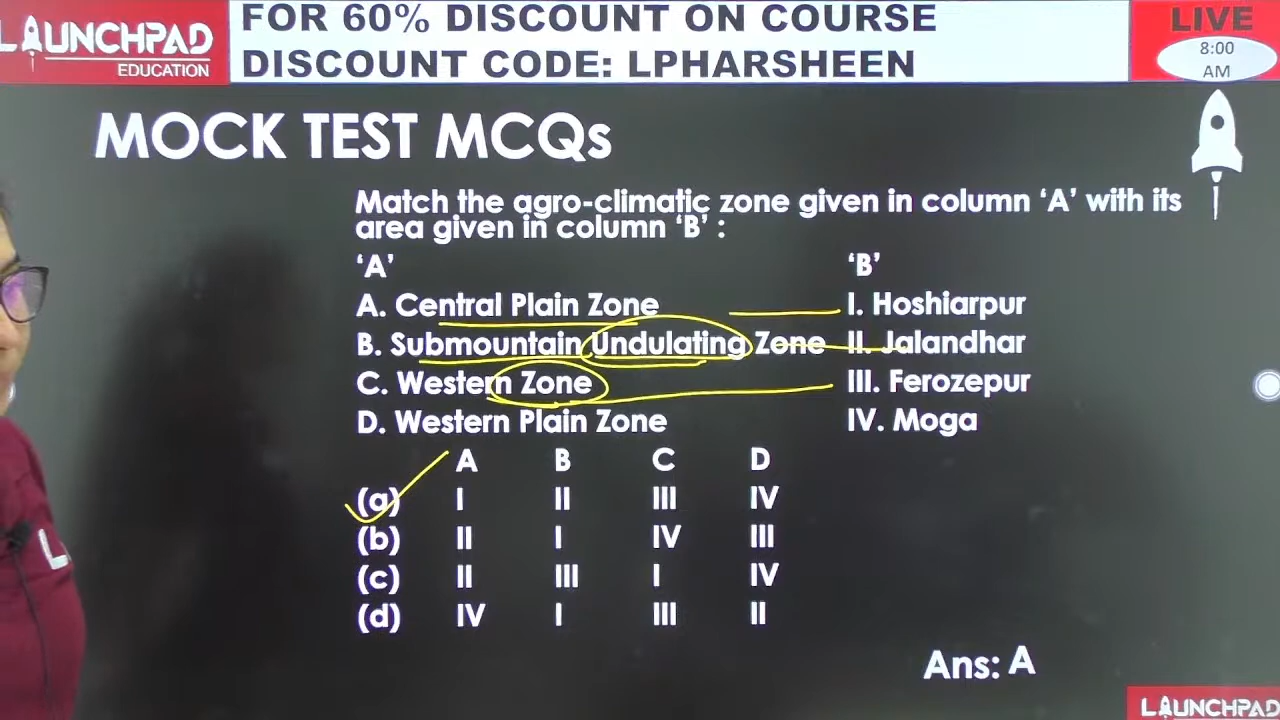 FOR 60% DISCOUNT ON COURSE
DISCOUNT CODE: LPHARSHEEN
LAUNCHPAD
EDUCATION
LIVE
8:00
AM
MOCK TEST MCQs
Match the agro-climatic zone given in column ‘A’ with its
area given in column ‘B’ :
‘A’ ‘B’
A. Central Plain Zone I. Hoshiarpur
B. Submountain Undulating Zone II. Jalandhar
C. Western Zone III. Ferozepur
D. Western Plain Zone IV. Moga
A B C D
(a) I II III IV
(b) II I IV III
(c) II III I IV
(d) IV I III II
Ans: A
L
LAUNCHPAD